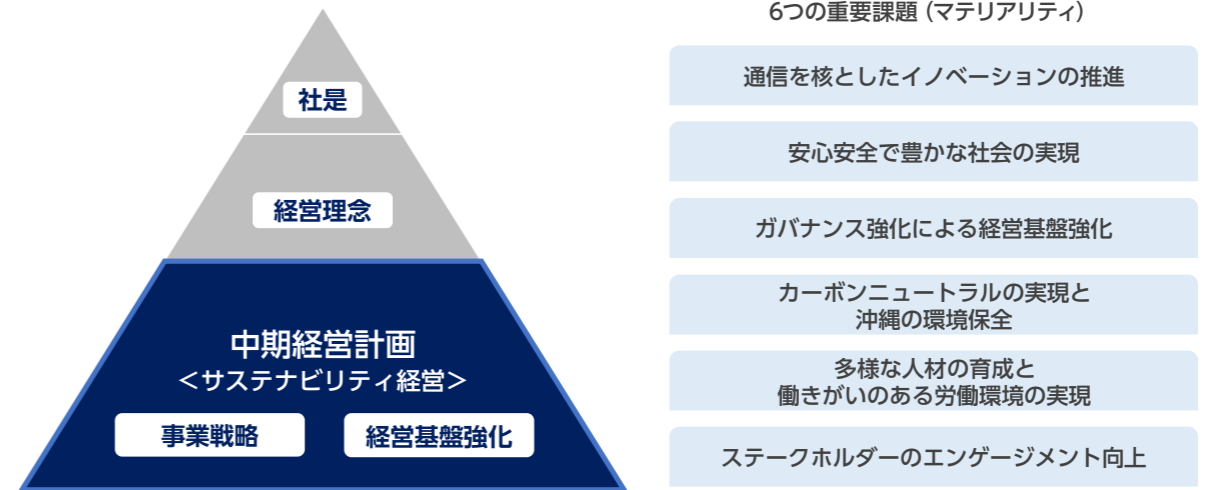 社是
経営理念
中期経営計画
＜サステナビリティ経営＞
事業戦略
経営基盤強化
6つの重要課題（マテリアリティ）
通信を核としたイノベーションの推進
安心安全で豊かな社会の実現
ガバナンス強化による経営基盤強化
カーボンニュートラルの実現と
沖縄の環境保全
多様な人材の育成と
働きがいのある労働環境の実現
ステークホルダーのエンゲージメント向上